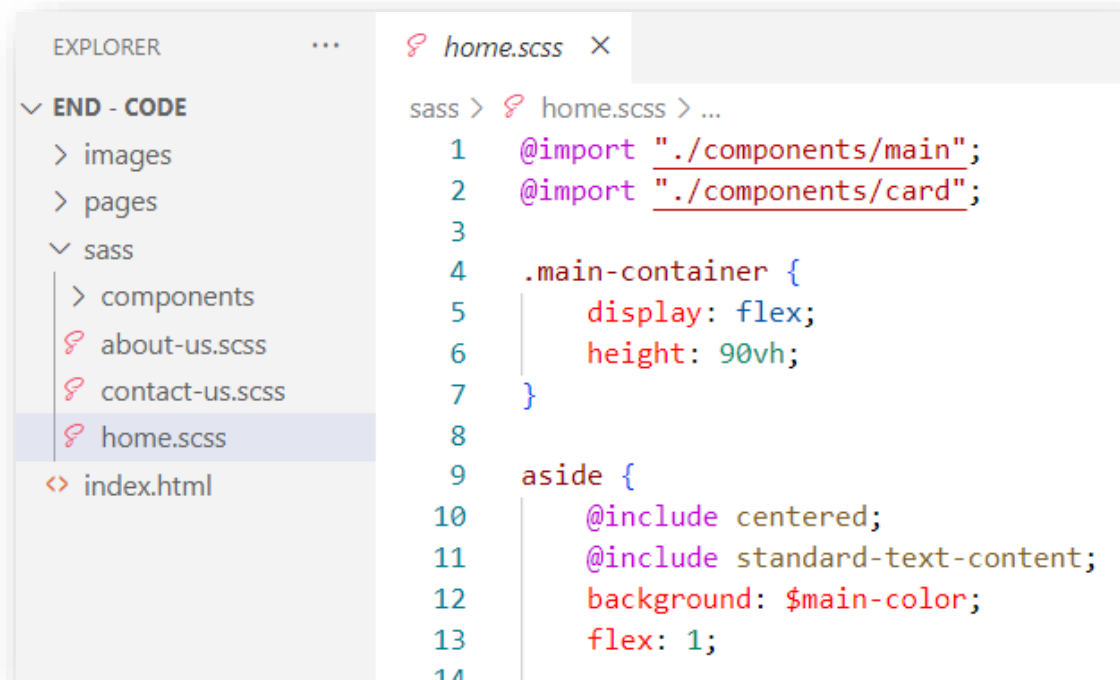 EXPLORER ...
END - CODE
images
pages
sass
components
about-us.scss
contact-us.scss
home.scss
index.html
home.scss ×
sass > home.scss > ...
1 @import "./components/main";
2 @import "./components/card";
3
4 .main-container {
5 display: flex;
6 height: 90vh;
7 }
8
9 aside {
10 @include centered;
11 @include standard-text-content;
12 background: $main-color;
13 flex: 1;
14